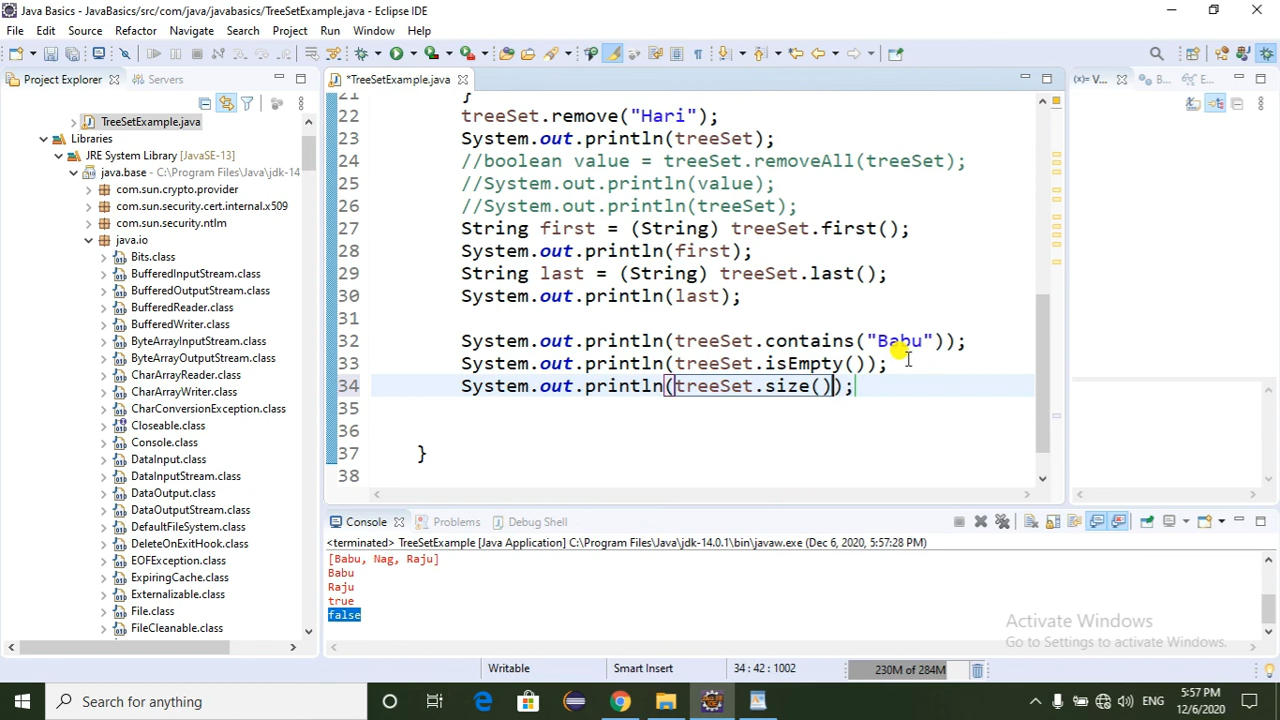 Java Basics - JavaBasics/src/com/java/javabasics/TreeSetExample.java - Eclipse IDE
File Edit Source Refactor Navigate Search Project Run Window Help
Project Explorer Servers
TreeSetExample.java
Libraries
JRE System Library [JavaSE-13]
java.base - C:\Program Files\Java\jdk-14
com.sun.crypto.provider
com.sun.security.cert.internal.x509
com.sun.security.ntlm
java.io
Bits.class
BufferedInputStream.class
BufferedOutputStream.class
BufferedReader.class
BufferedWriter.class
ByteArrayInputStream.class
ByteArrayOutputStream.class
CharArrayReader.class
CharArrayWriter.class
CharConversionException.class
Closeable.class
Console.class
DataInput.class
DataInputStream.class
DataOutput.class
DataOutputStream.class
DefaultFileSystem.class
DeleteOnExitHook.class
EOFException.class
ExpiringCache.class
Externalizable.class
File.class
FileCleanable.class
*TreeSetExample.java
21 }
22 treeSet.remove("Hari");
23 System.out.println(treeSet);
24 //boolean value = treeSet.removeAll(treeSet);
25 //System.out.println(value);
26 //System.out.println(treeSet);
27 String first = (String) treeSet.first();
28 System.out.println(first);
29 String last = (String) treeSet.last();
30 System.out.println(last);
31
32 System.out.println(treeSet.contains("Babu"));
33 System.out.println(treeSet.isEmpty());
34 System.out.println(treeSet.size());
35
36
37 }
38
(x)= V... B... E...
Console Problems Debug Shell
<terminated> TreeSetExample [Java Application] C:\Program Files\Java\jdk-14.0.1\bin\javaw.exe (Dec 6, 2020, 5:57:28 PM)
[Babu, Nag, Raju]
Babu
Raju
true
false
Activate Windows
Go to Settings to activate Windows.
Writable Smart Insert 34 : 42 : 1002 230M of 284M
Type here: Search for anything
ENG
5:57 PM
12/6/2020